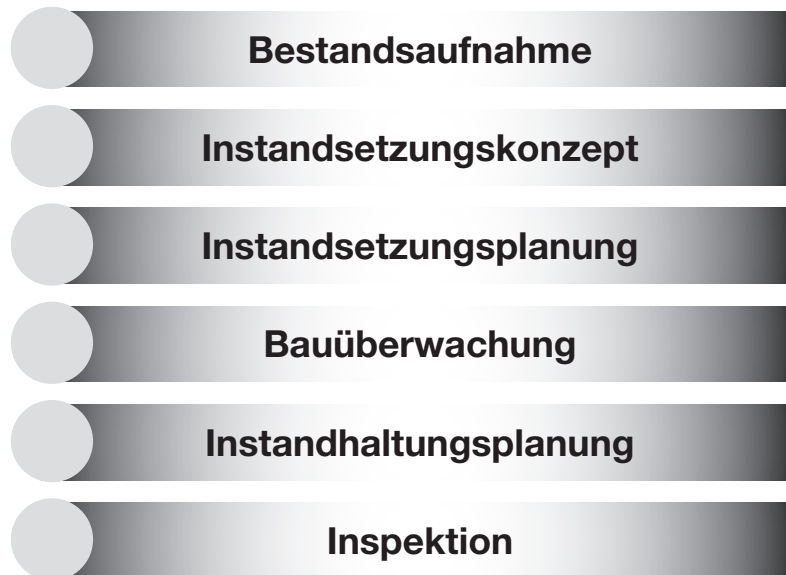 Bestandsaufnahme
Instandsetzungskonzept
Instandsetzungsplanung
Bauüberwachung
Instandhaltungsplanung
Inspektion